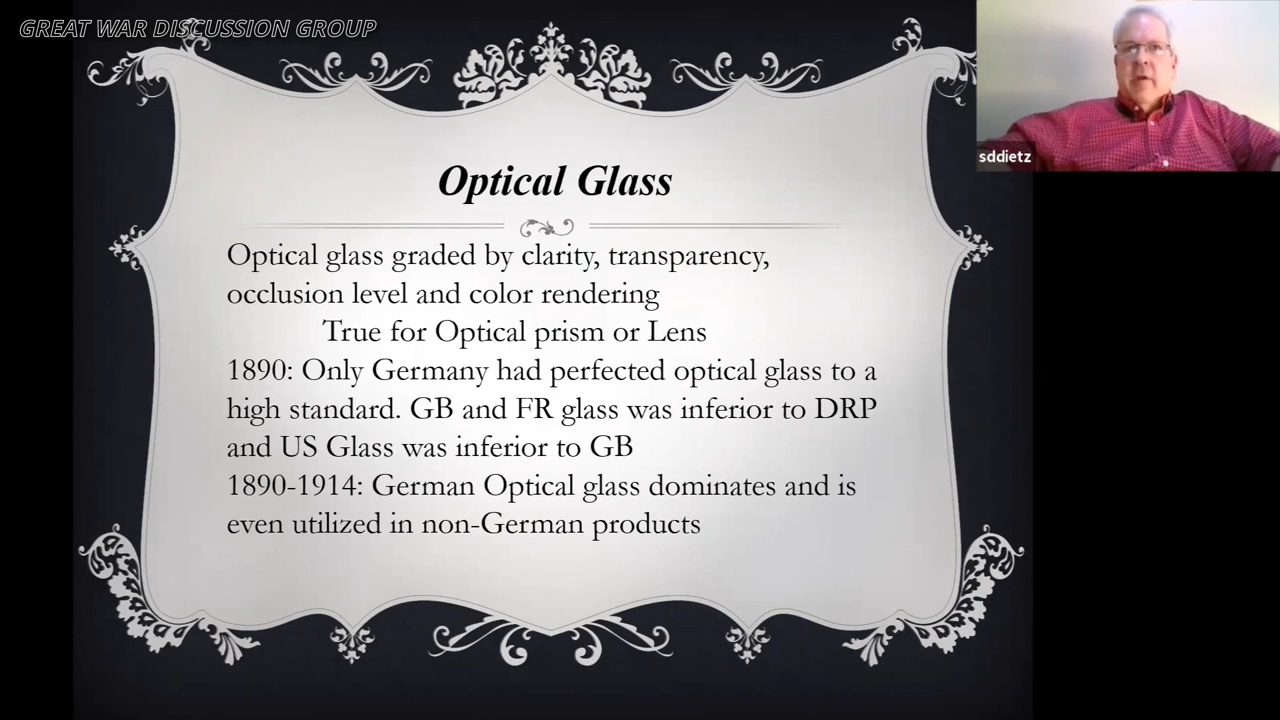 GREAT WAR DISCUSSION GROUP
sddietz
Optical Glass
Optical glass graded by clarity, transparency,
occlusion level and color rendering
True for Optical prism or Lens
1890: Only Germany had perfected optical glass to a
high standard. GB and FR glass was inferior to DRP
and US Glass was inferior to GB
1890-1914: German Optical glass dominates and is
even utilized in non-German products